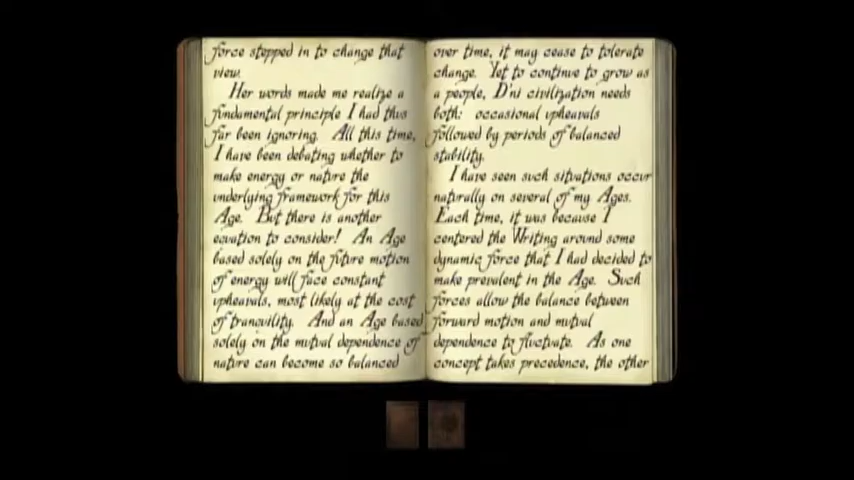 force stepped in to change that
view.
Her words made me realize a
fundamental principle I had thus
far been ignoring. All this time,
I have been debating whether to
make energy or nature the
underlying framework for this
Age. But there is another
equation to consider! An Age
based solely on the future motion
of energy will face constant
upheavals, most likely at the cost
of tranquility. And an Age based
solely on the mutual dependence of
nature can become so balanced
over time, it may cease to tolerate
change. Yet to continue to grow as
a people, D'ni civilization needs
both: occasional upheavals
followed by periods of balanced
stability.
I have seen such situations occur
naturally on several of my Ages.
Each time, it was because I
centered the Writing around some
dynamic force that I had decided to
make prevalent in the Age. Such
forces allow the balance between
forward motion and mutual
dependence to fluctuate. As one
concept takes precedence, the other